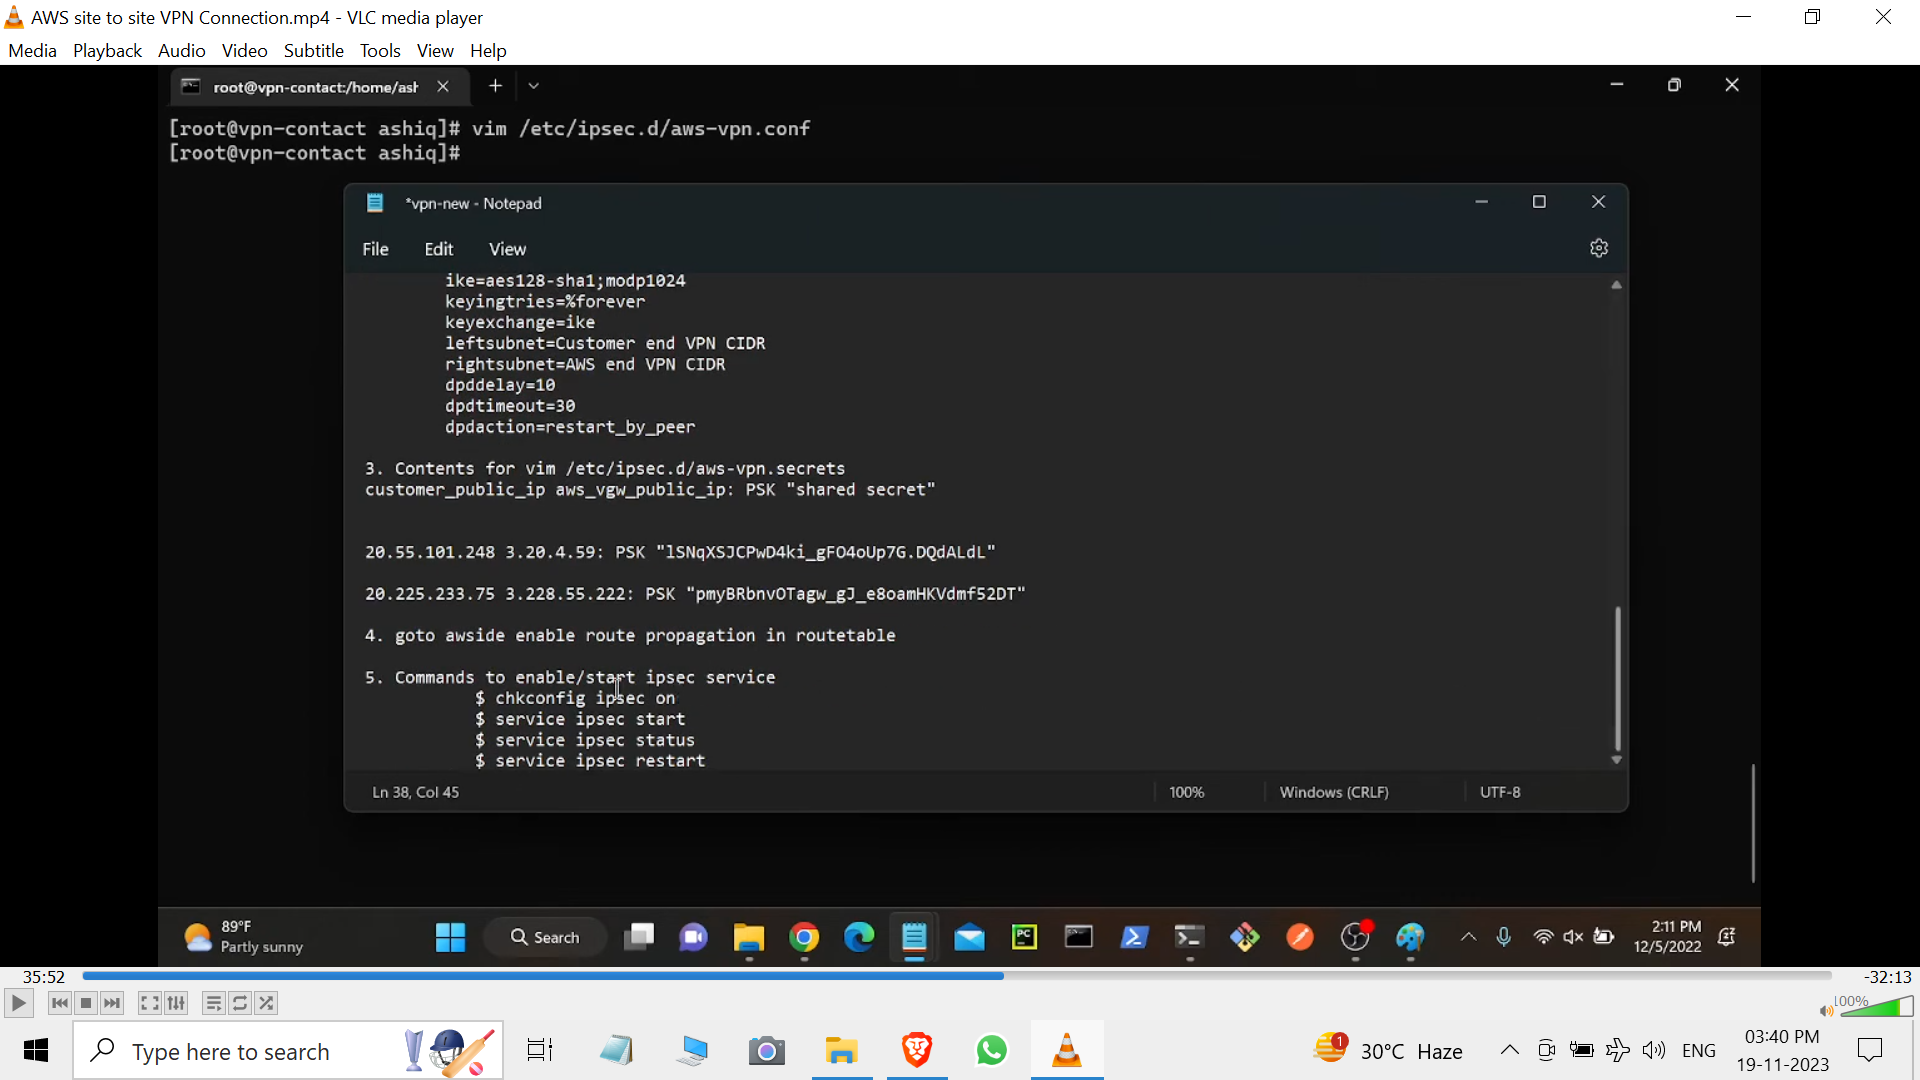 AWS site to site VPN Connection.mp4 - VLC media player
Media Playback Audio Video Subtitle Tools View Help
root@vpn-contact:/home/ash
[root@vpn-contact ashiq]# vim /etc/ipsec.d/aws-vpn.conf
[root@vpn-contact ashiq]#
*vpn-new - Notepad
File Edit View
ike=aes128-sha1;modp1024
keyingtries=%forever
keyexchange=ike
leftsubnet=Customer end VPN CIDR
rightsubnet=AWS end VPN CIDR
dpddelay=10
dpdtimeout=30
dpdaction=restart_by_peer
3. Contents for vim /etc/ipsec.d/aws-vpn.secrets
customer_public_ip aws_vgw_public_ip: PSK "shared secret"
20.55.101.248 3.20.4.59: PSK "lSNqXSJCPwD4ki_gFO4oUp7G.DQdALdL"
20.225.233.75 3.228.55.222: PSK "pmyBRbnvOTagw_gJ_e8oamHKVdmf52DT"
4. goto awside enable route propagation in routetable
5. Commands to enable/start ipsec service
$ chkconfig ipsec on
$ service ipsec start
$ service ipsec status
$ service ipsec restart
Ln 38, Col 45 100% Windows (CRLF) UTF-8
89°F
Partly sunny
Search
PC
2:11 PM
12/5/2022
35:52 -32:13
100%
Type here to search
1
30°C Haze
ENG
03:40 PM
19-11-2023